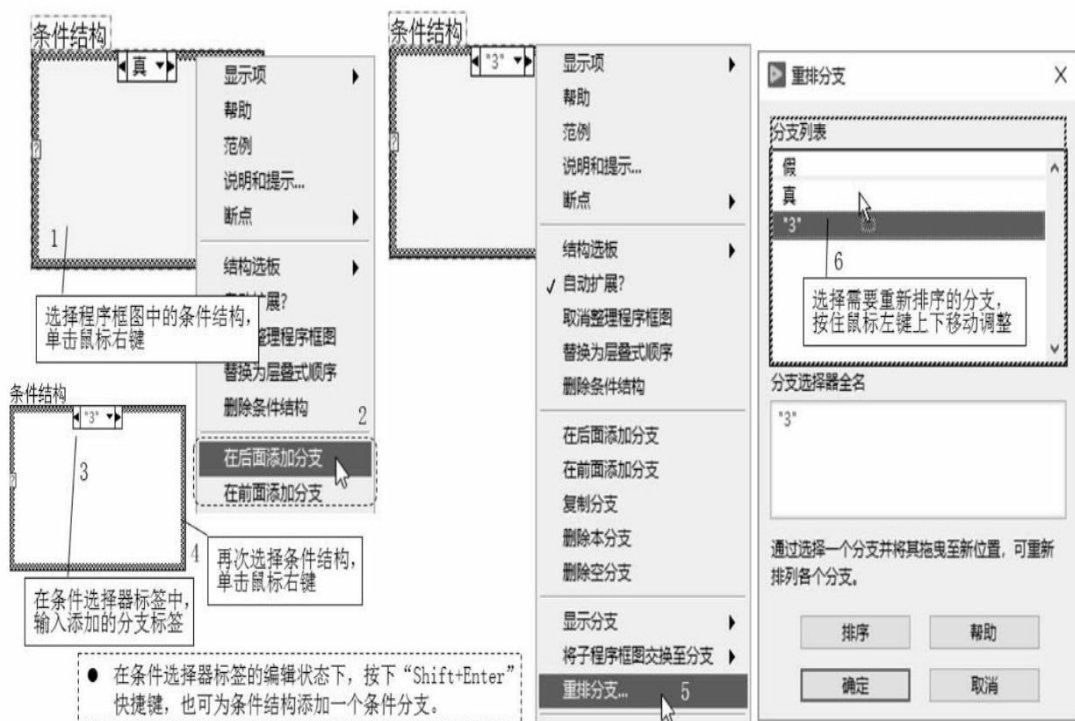 条件结构
真
显示项
帮助
范例
说明和提示...
断点
结构选板
扩展?
整理程序框图
替换为层叠式顺序
删除条件结构
2
在后面添加分支
在前面添加分支
1
选择程序框图中的条件结构,
单击鼠标右键
条件结构
"3"
3
4
再次选择条件结构,
单击鼠标右键
在条件选择器标签中,
输入添加的分支标签
● 在条件选择器标签的编辑状态下, 按下“Shift+Enter”
快捷键, 也可为条件结构添加一个条件分支。
条件结构
"3"
显示项
帮助
范例
说明和提示...
断点
结构选板
✓ 自动扩展?
取消整理程序框图
替换为层叠式顺序
删除条件结构
在后面添加分支
在前面添加分支
复制分支
删除本分支
删除空分支
显示分支
将子程序框图交换至分支
重排分支... 5
重排分支
分支列表
假
真
"3"
6
选择需要重新排序的分支,
按住鼠标左键上下移动调整
分支选择器全名
"3"
通过选择一个分支并将其拖曳至新位置, 可重新
排列各个分支。
排序 帮助
确定 取消